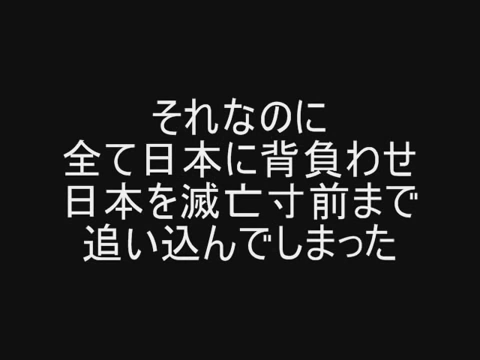 それなのに
全て日本に背負わせ
日本を滅亡寸前まで
追い込んでしまった